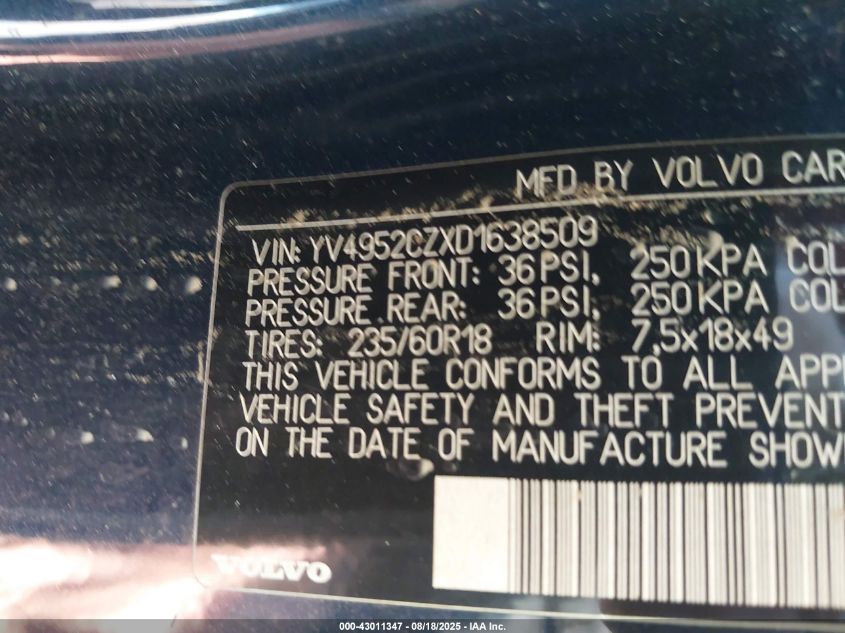 MFD BY VOLVO CAR
VIN: YV4952CZXD1638509
PRESSURE FRONT: 36 PSI, 250 KPA COL
PRESSURE REAR: 36 PSI, 250 KPA COL
TIRES: 235/60R18 RIM: 7,5x18x49
THIS VEHICLE CONFORMS TO ALL APPL
VEHICLE SAFETY AND THEFT PREVENT
ON THE DATE OF MANUFACTURE SHOW
VOLVO
000-43011347 - 08/18/2025 - IAA Inc.